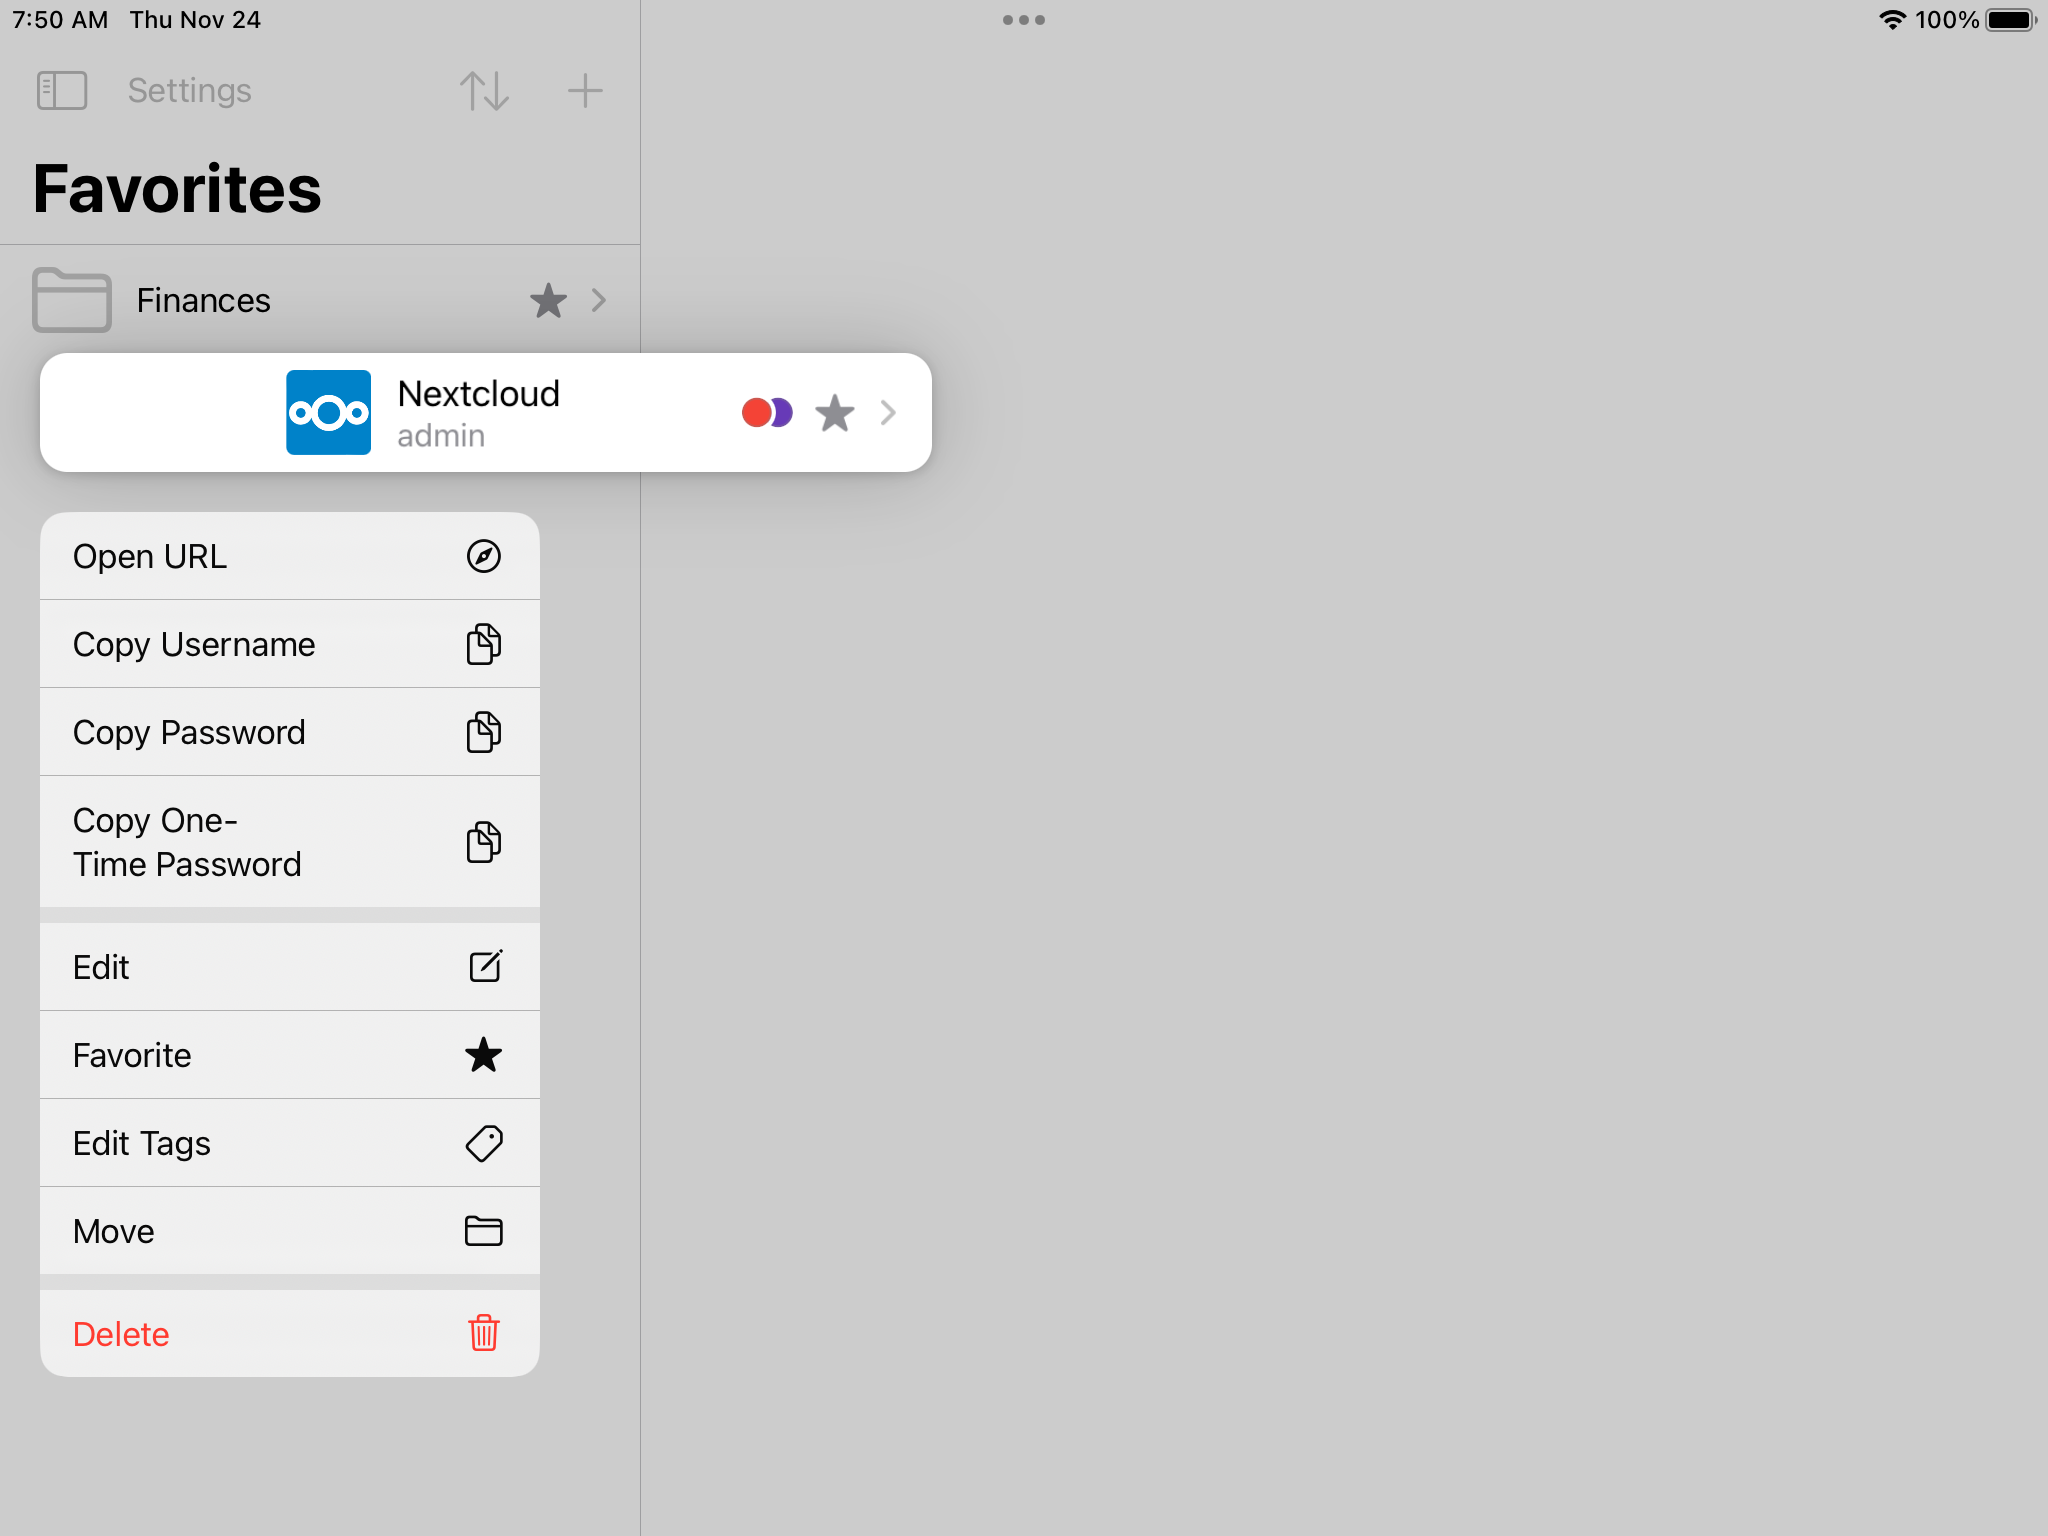 7:50 AM Thu Nov 24
100%
Settings
Favorites
Finances
Nextcloud
admin
Open URL
Copy Username
Copy Password
Copy One-
Time Password
Edit
Favorite
Edit Tags
Move
Delete